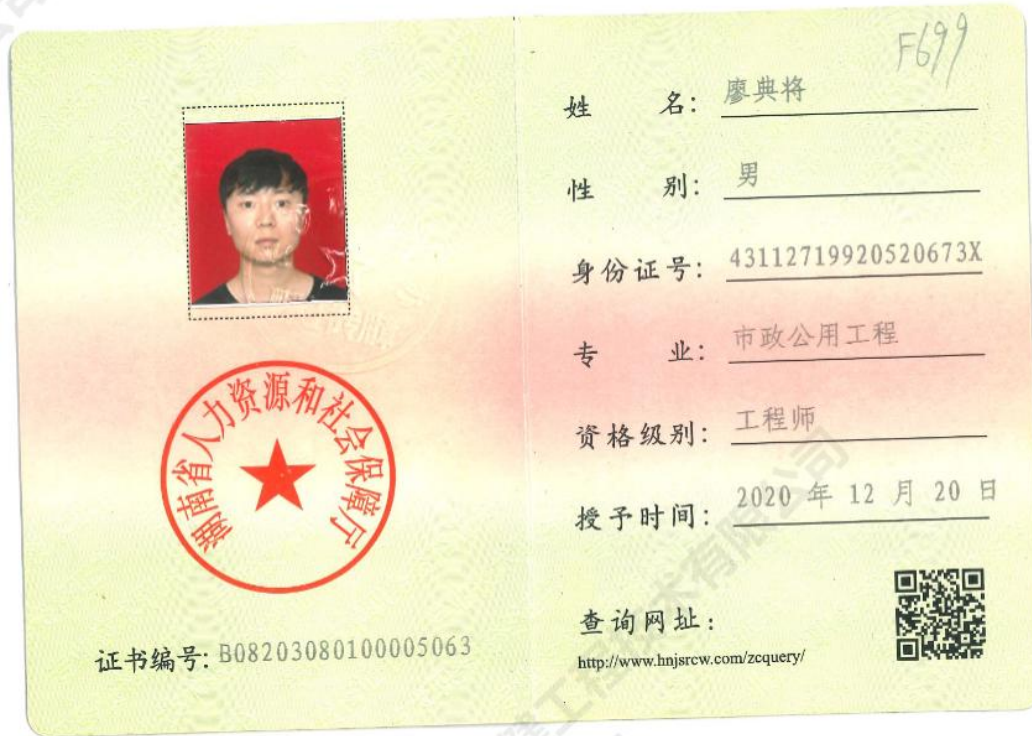 F699
姓 名: 廖典将
性 别: 男
身份证号: 43112719920520673X
专 业: 市政公用工程
资格级别: 工程师
授予时间: 2020 年 12 月 20 日
查询网址:
http://www.hnjsrcw.com/zcquery/
湖南省人力资源和社会保障厅
证书编号: B08203080100005063